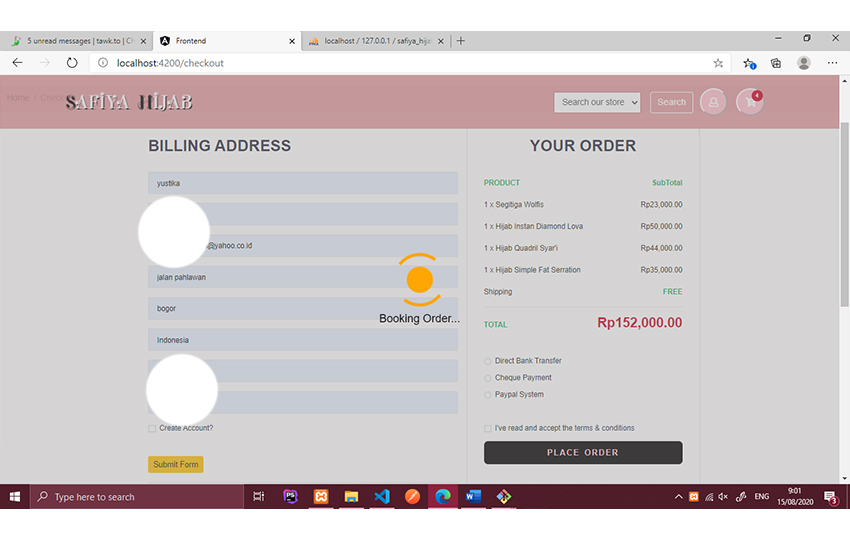 5 unread messages | tawk.to | Ch
Frontend
localhost / 127.0.0.1 / safiya_hija
localhost:4200/checkout
Home / Check
SAFIYA HIJAB
Search our store
Search
4
BILLING ADDRESS
yustika
@yahoo.co.id
jalan pahlawan
bogor
Indonesia
Create Account?
Submit Form
Booking Order...
YOUR ORDER
PRODUCT SubTotal
1 x Segitiga Wolfis Rp23,000.00
1 x Hijab Instan Diamond Lova Rp50,000.00
1 x Hijab Quadril Syar'i Rp44,000.00
1 x Hijab Simple Fat Serration Rp35,000.00
Shipping FREE
TOTAL Rp152,000.00
Direct Bank Transfer
Cheque Payment
Paypal System
I've read and accept the terms & conditions
PLACE ORDER
Type here to search
PS
ENG
9:01
15/08/2020
3